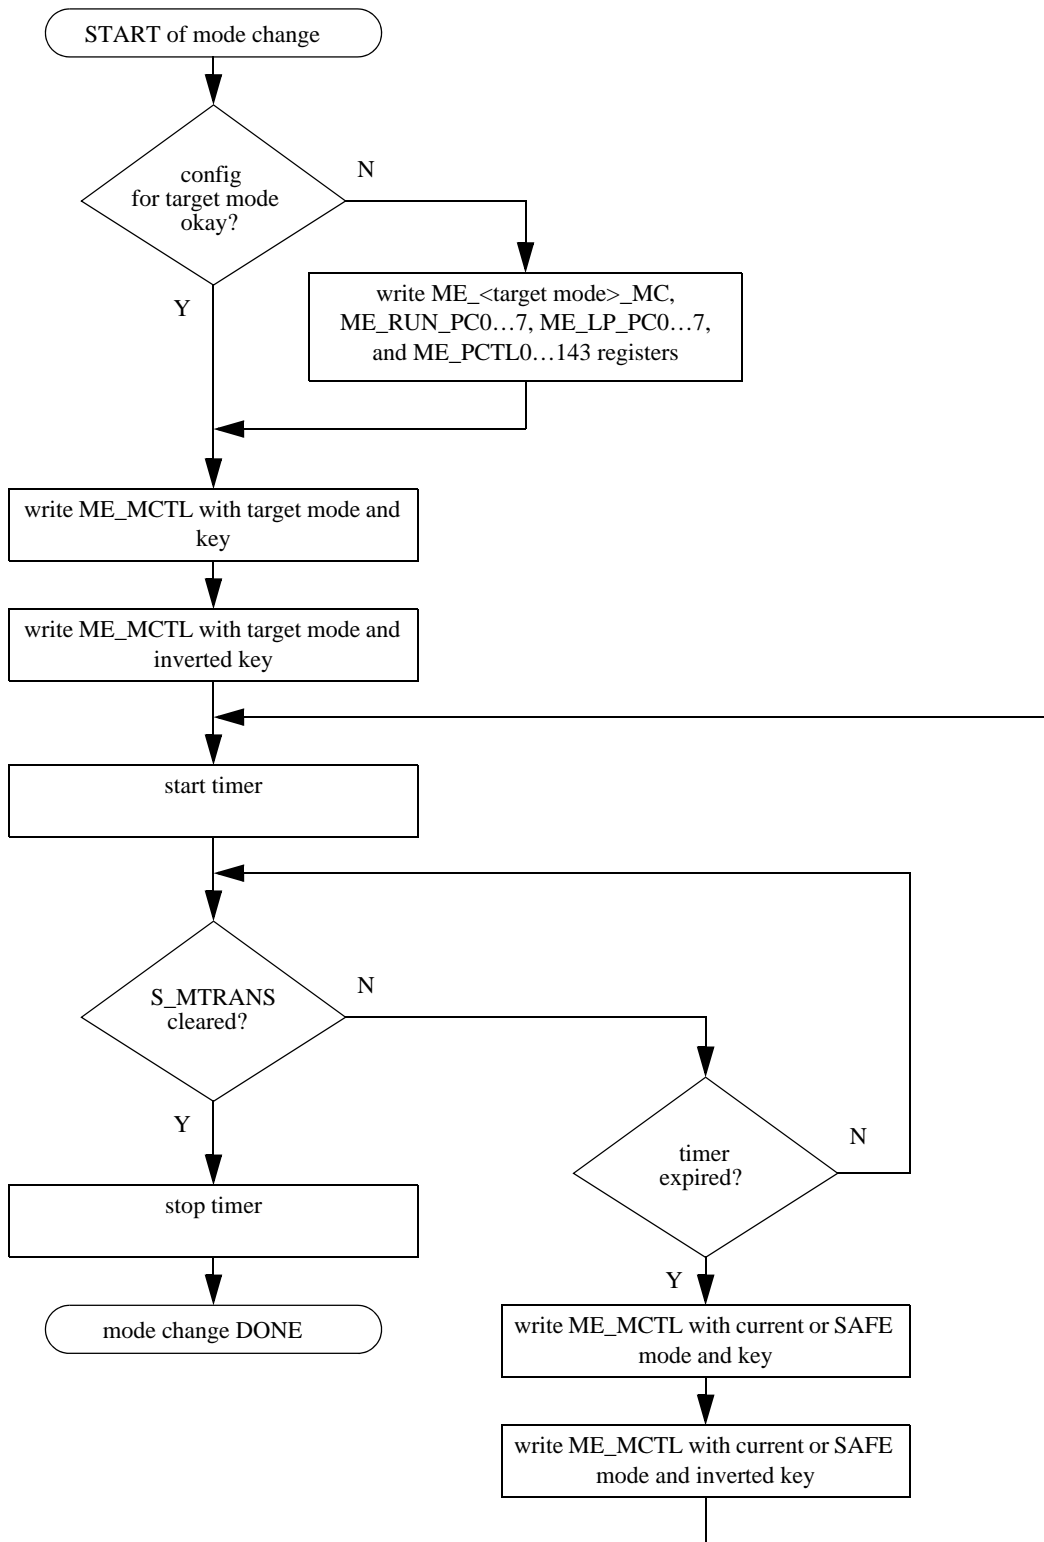 START of mode change
config
for target mode
okay?
N
Y
write ME_<target mode>_MC,
ME_RUN_PC0…7, ME_LP_PC0…7,
and ME_PCTL0…143 registers
write ME_MCTL with target mode and
key
write ME_MCTL with target mode and
inverted key
start timer
S_MTRANS
cleared?
N
Y
timer
expired?
N
Y
stop timer
mode change DONE
write ME_MCTL with current or SAFE
mode and key
write ME_MCTL with current or SAFE
mode and inverted key